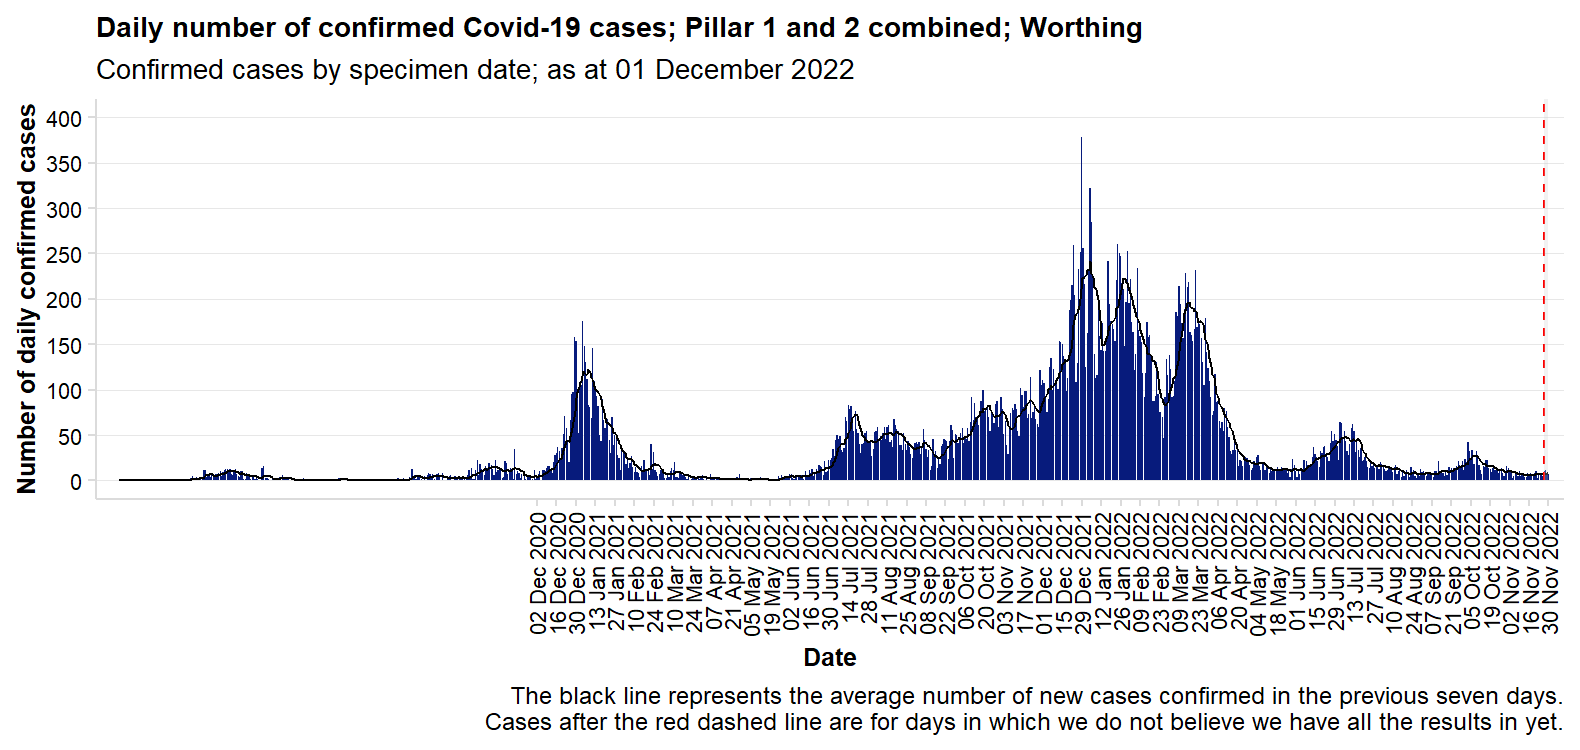 Daily number of confirmed Covid-19 cases; Pillar 1 and 2 combined; Worthing
Confirmed cases by specimen date; as at 01 December 2022
Number of daily confirmed cases
400
350
300
250
200
150
100
50
0
02 Dec 2020
16 Dec 2020
30 Dec 2020
13 Jan 2021
27 Jan 2021
10 Feb 2021
24 Feb 2021
10 Mar 2021
24 Mar 2021
07 Apr 2021
21 Apr 2021
05 May 2021
19 May 2021
02 Jun 2021
16 Jun 2021
30 Jun 2021
14 Jul 2021
28 Jul 2021
11 Aug 2021
25 Aug 2021
08 Sep 2021
22 Sep 2021
06 Oct 2021
20 Oct 2021
03 Nov 2021
17 Nov 2021
01 Dec 2021
15 Dec 2021
29 Dec 2021
12 Jan 2022
26 Jan 2022
09 Feb 2022
23 Feb 2022
09 Mar 2022
23 Mar 2022
06 Apr 2022
20 Apr 2022
04 May 2022
18 May 2022
01 Jun 2022
15 Jun 2022
29 Jun 2022
13 Jul 2022
27 Jul 2022
10 Aug 2022
24 Aug 2022
07 Sep 2022
21 Sep 2022
05 Oct 2022
19 Oct 2022
02 Nov 2022
16 Nov 2022
30 Nov 2022
Date
The black line represents the average number of new cases confirmed in the previous seven days.
Cases after the red dashed line are for days in which we do not believe we have all the results in yet.